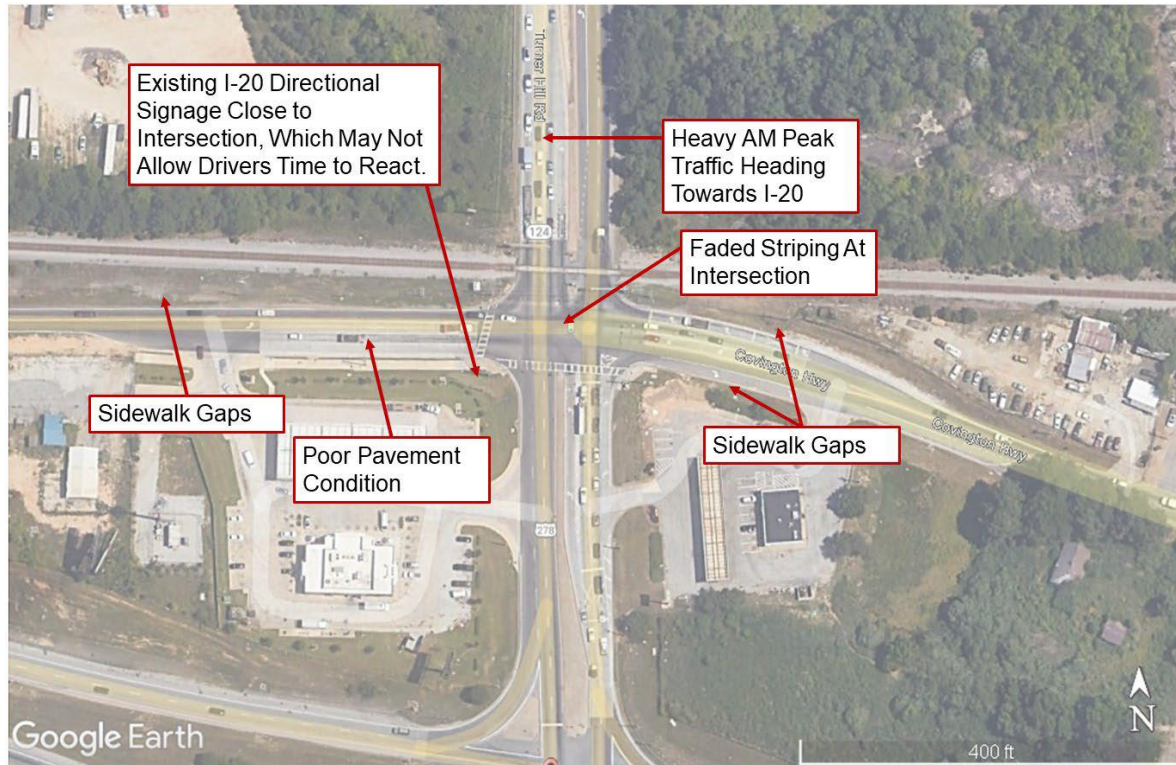 Existing I-20 Directional
Signage Close to
Intersection, Which May Not
Allow Drivers Time to React.
Turner Hill Rd
Heavy AM Peak
Traffic Heading
Towards I-20
124
Faded Striping At
Intersection
Covington Hwy
Covington Hwy
Sidewalk Gaps
Poor Pavement
Condition
Sidewalk Gaps
278
Google Earth
N
400 ft